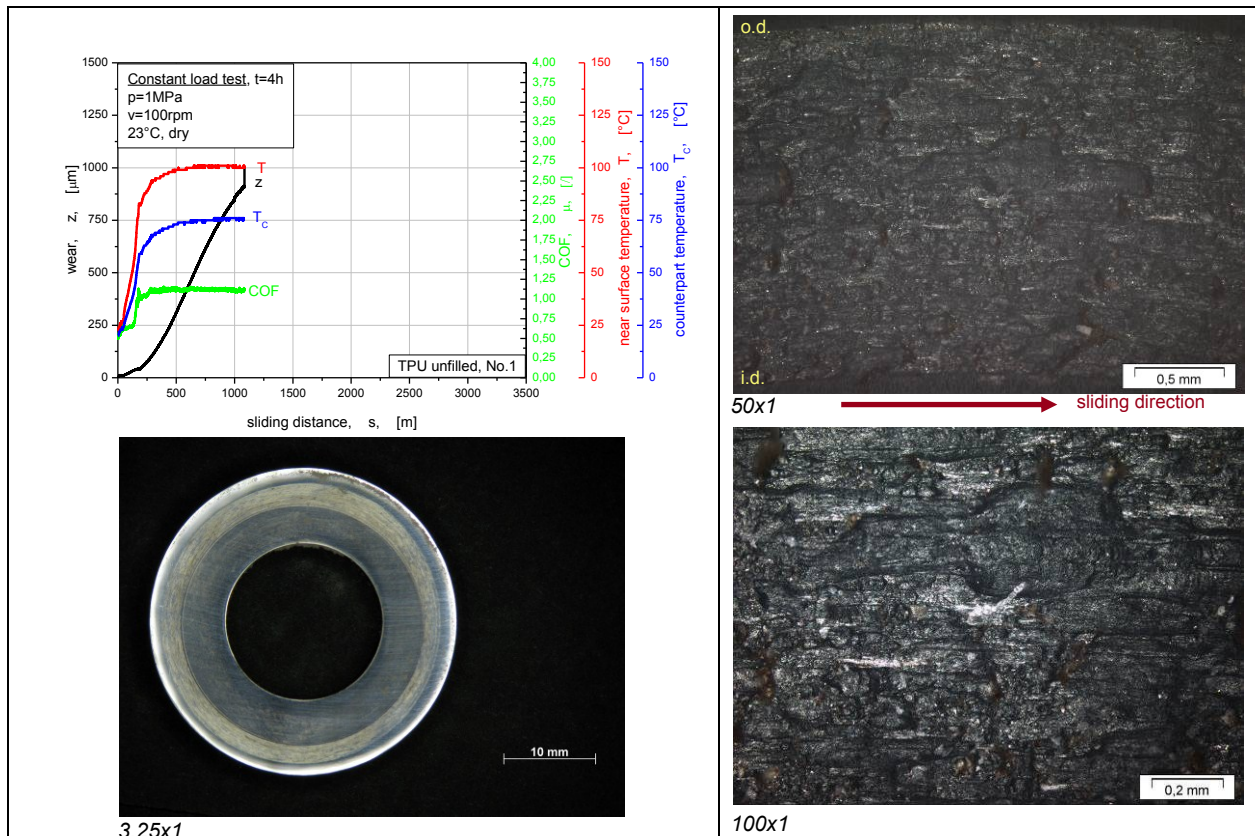 Constant load test, t=4h
p=1MPa
v=100rpm
23°C, dry
1500
1250
1000
750
500
250
0
wear, z, [µm]
0 500 1000 1500 2000 2500 3000 3500
sliding distance, s, [m]
T
z
T_C
COF
TPU unfilled, No.1
4,00
3,75
3,50
3,25
3,00
2,75
2,50
2,25
2,00
1,75
1,50
1,25
1,00
0,75
0,50
0,25
0,00
COF, µ, [/]
150
125
100
75
50
25
0
near surface temperature, T, [°C]
150
125
100
75
50
25
0
counterpart temperature, T_C, [°C]
10 mm
3,25x1
o.d.
i.d.
0,5 mm
50x1
sliding direction
0,2 mm
100x1